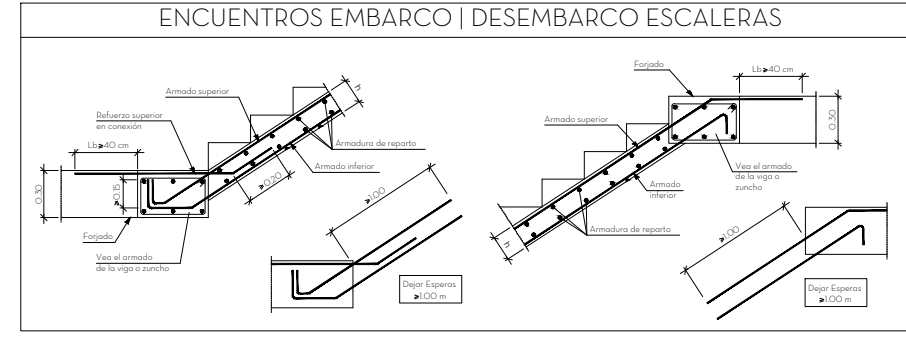 ENCUENTROS EMBARCO | DESEMBARCO ESCALERAS
Armado superior
h
Refuerzo superior
en conexión
Lb≥40 cm
Armadura de reparto
Armado inferior
≥0.20
0.30
≥0.15
Forjado
Vea el armado
de la viga o zuncho
≥1.00
Dejar Esperas
≥1.00 m
Forjado
Lb≥40 cm
Armado superior
0.30
Vea el armado
de la viga o
zuncho
Armado
inferior
Armadura de reparto
h
≥1.00
Dejar Esperas
≥1.00 m